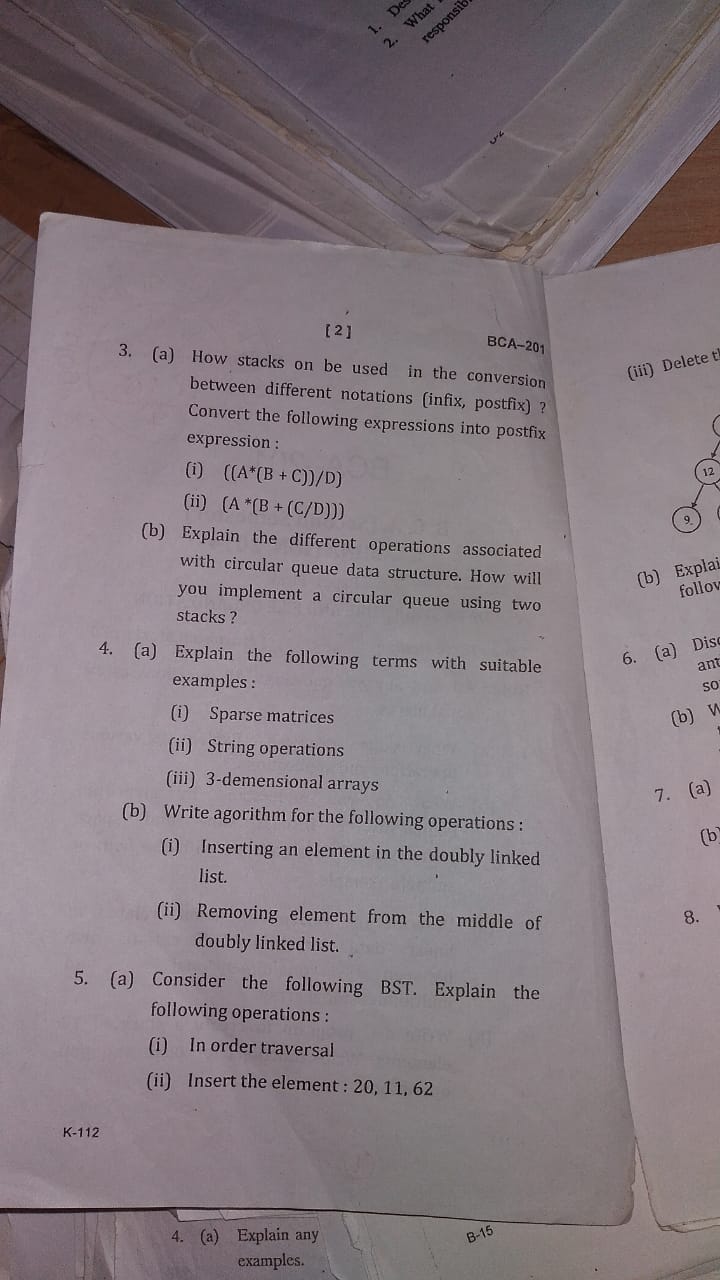 1. Des
2. What
responsib
[2]
BCA-201
3. (a) How stacks on be used in the conversion
between different notations (infix, postfix) ?
Convert the following expressions into postfix
expression :
(i) ((A*(B + C))/D)
(ii) (A *(B + (C/D)))
(b) Explain the different operations associated
with circular queue data structure. How will
you implement a circular queue using two
stacks ?
4. (a) Explain the following terms with suitable
examples :
(i) Sparse matrices
(ii) String operations
(iii) 3-demensional arrays
(b) Write agorithm for the following operations :
(i) Inserting an element in the doubly linked
list.
(ii) Removing element from the middle of
doubly linked list.
5. (a) Consider the following BST. Explain the
following operations :
(i) In order traversal
(ii) Insert the element : 20, 11, 62
K-112
(iii) Delete t
12
9
(b) Explai
follow
6. (a) Disc
ant
so
(b) W
7. (a)
(b)
8.
4. (a) Explain any
examples.
B-15